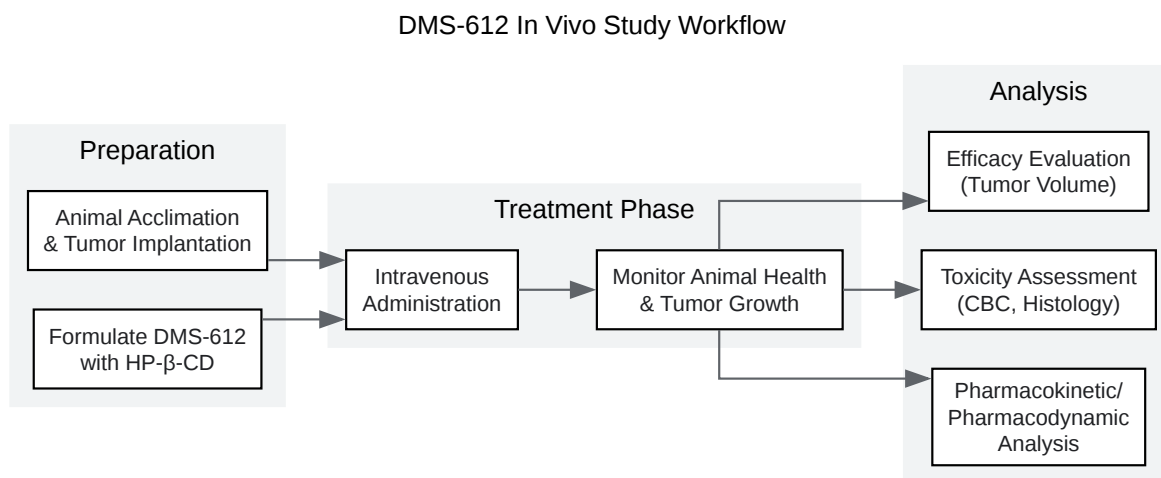 DMS-612 In Vivo Study Workflow
Preparation
Animal Acclimation
& Tumor Implantation
Formulate DMS-612
with HP-β-CD
Treatment Phase
Intravenous
Administration
Monitor Animal Health
& Tumor Growth
Analysis
Efficacy Evaluation
(Tumor Volume)
Toxicity Assessment
(CBC, Histology)
Pharmacokinetic/
Pharmacodynamic
Analysis